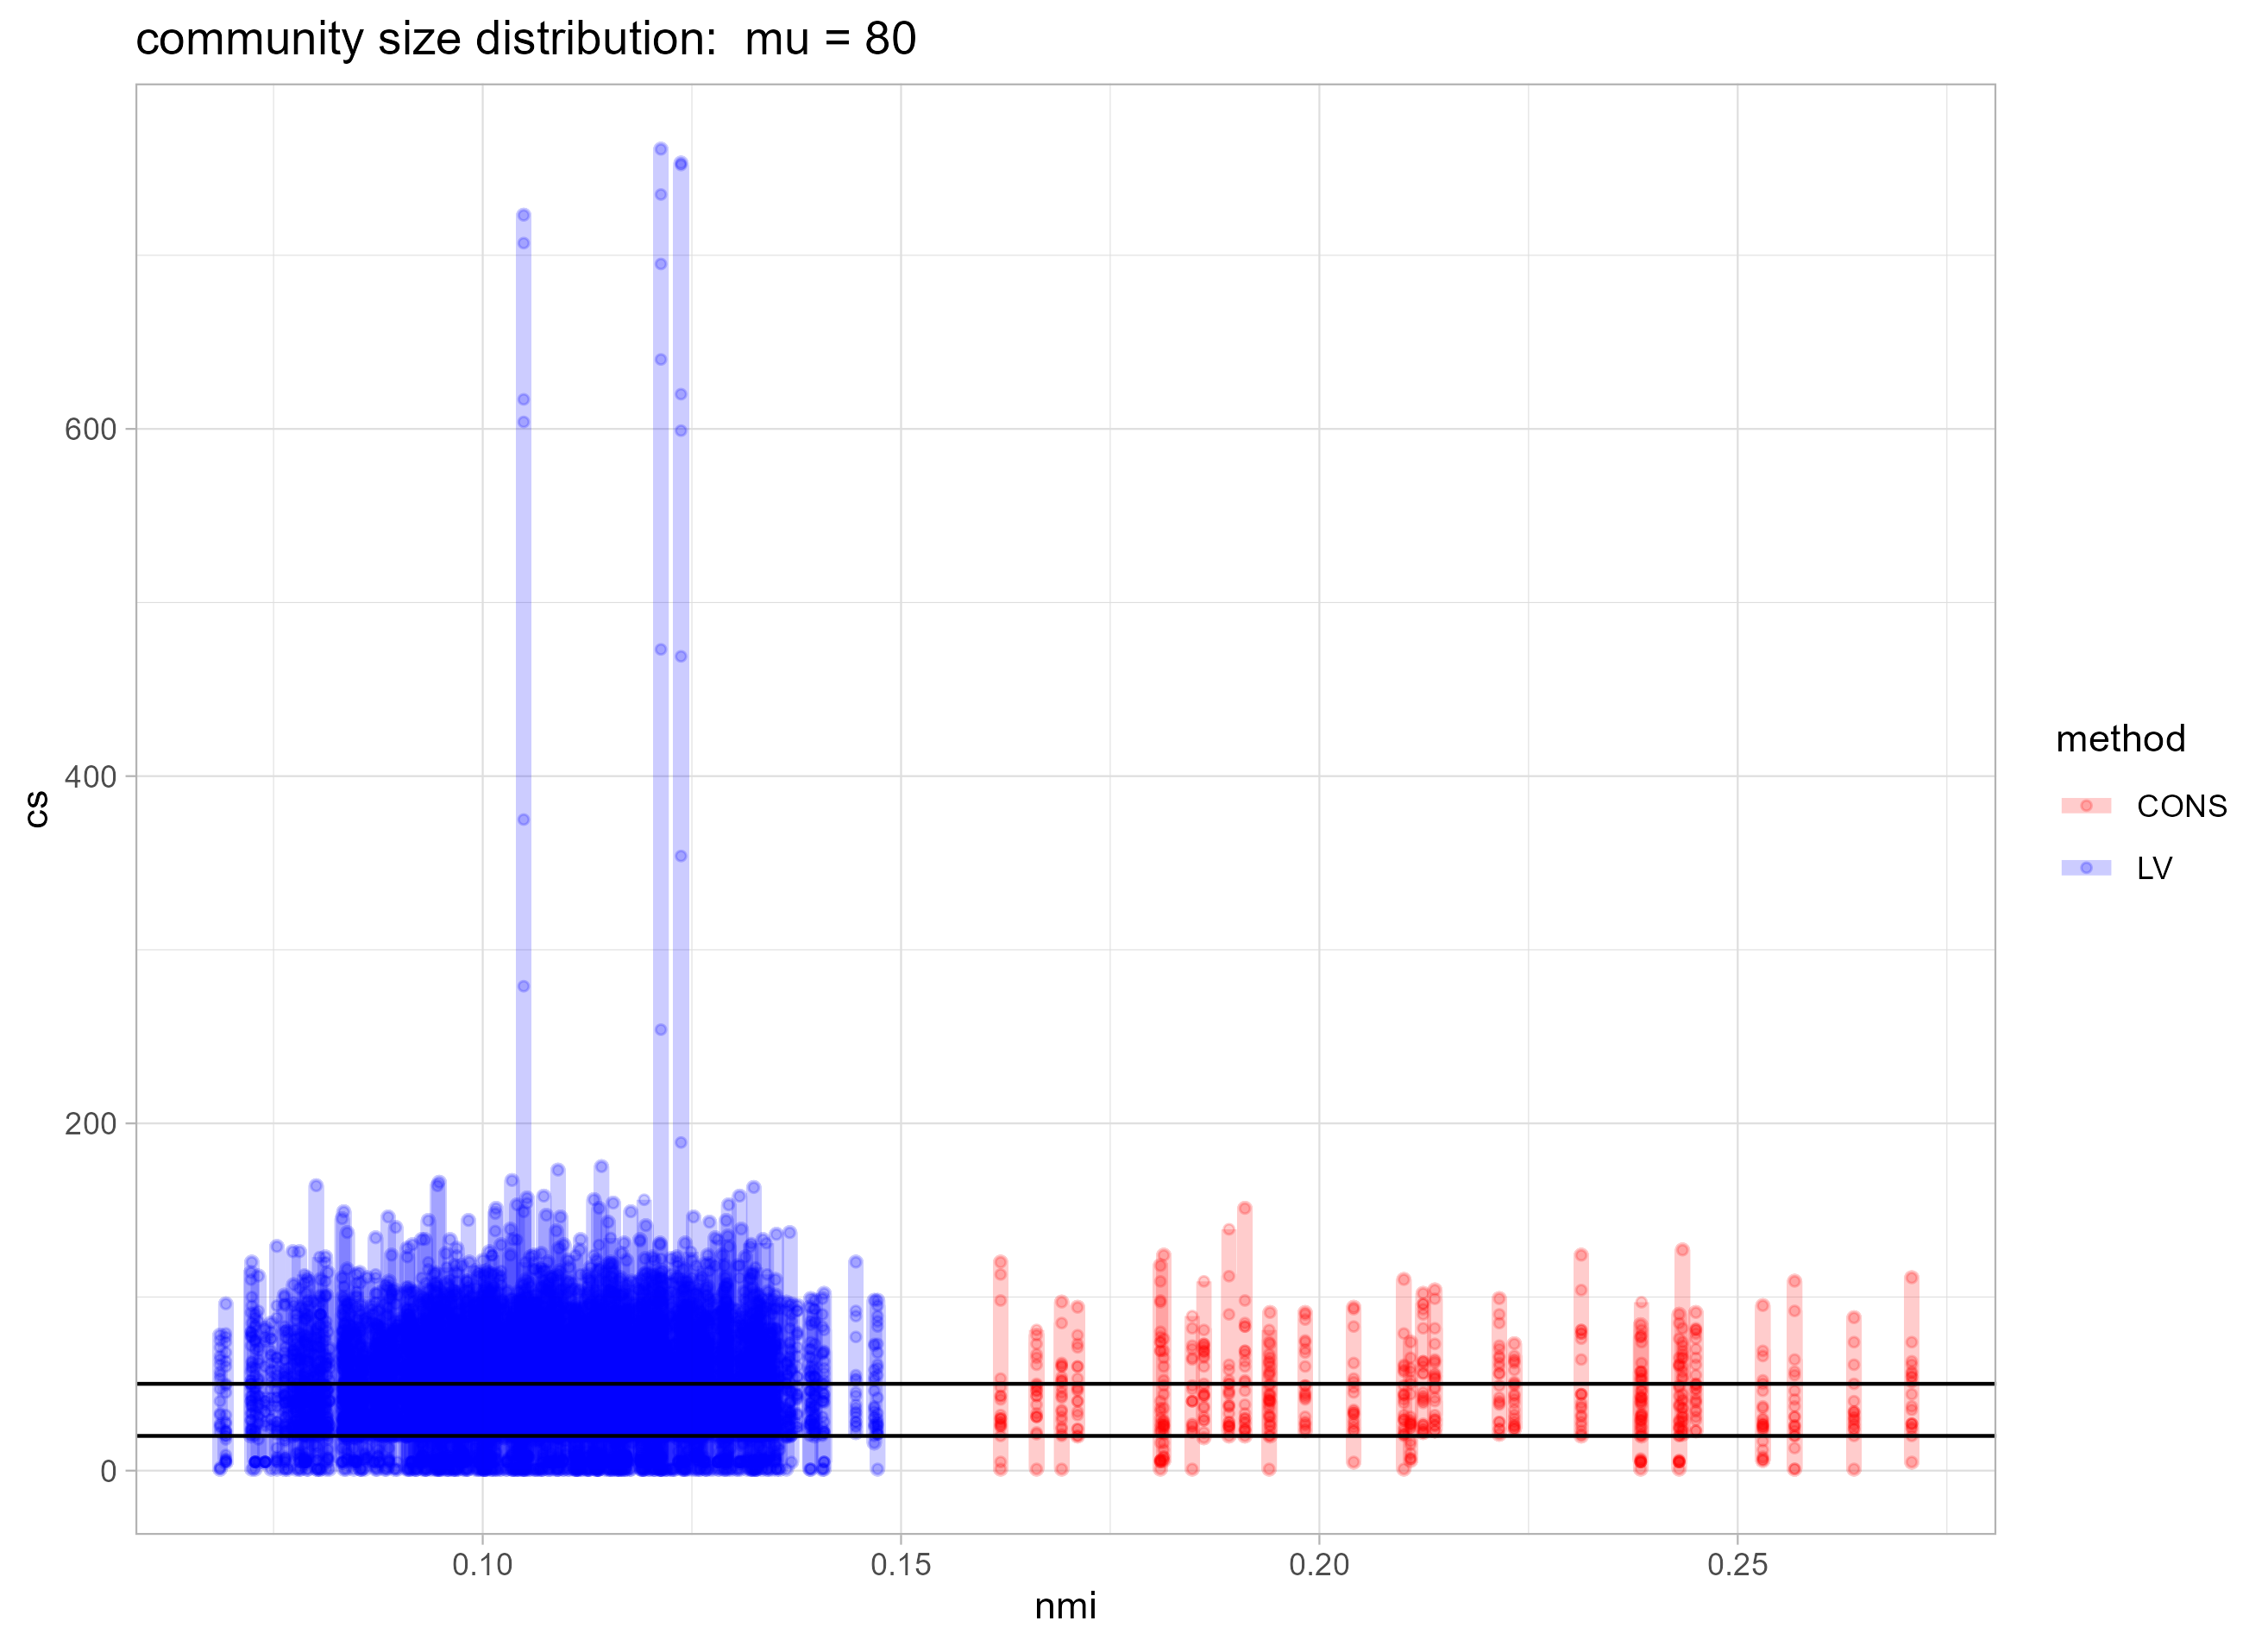 community size distribution:  mu = 80
cs
600
400
200
0
0.10
0.15
0.20
0.25
nmi
method
CONS
LV